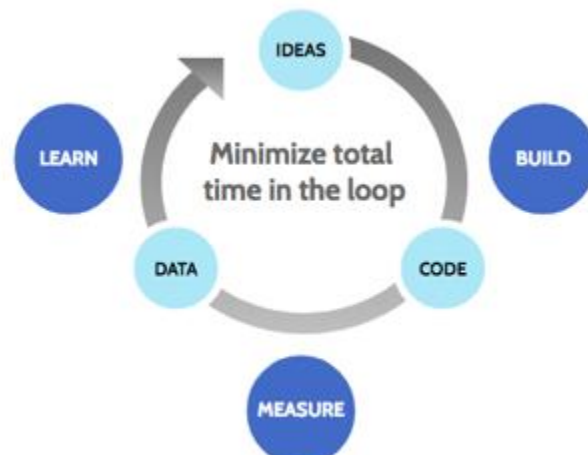 IDEAS
LEARN
Minimize total
time in the loop
BUILD
DATA
CODE
MEASURE